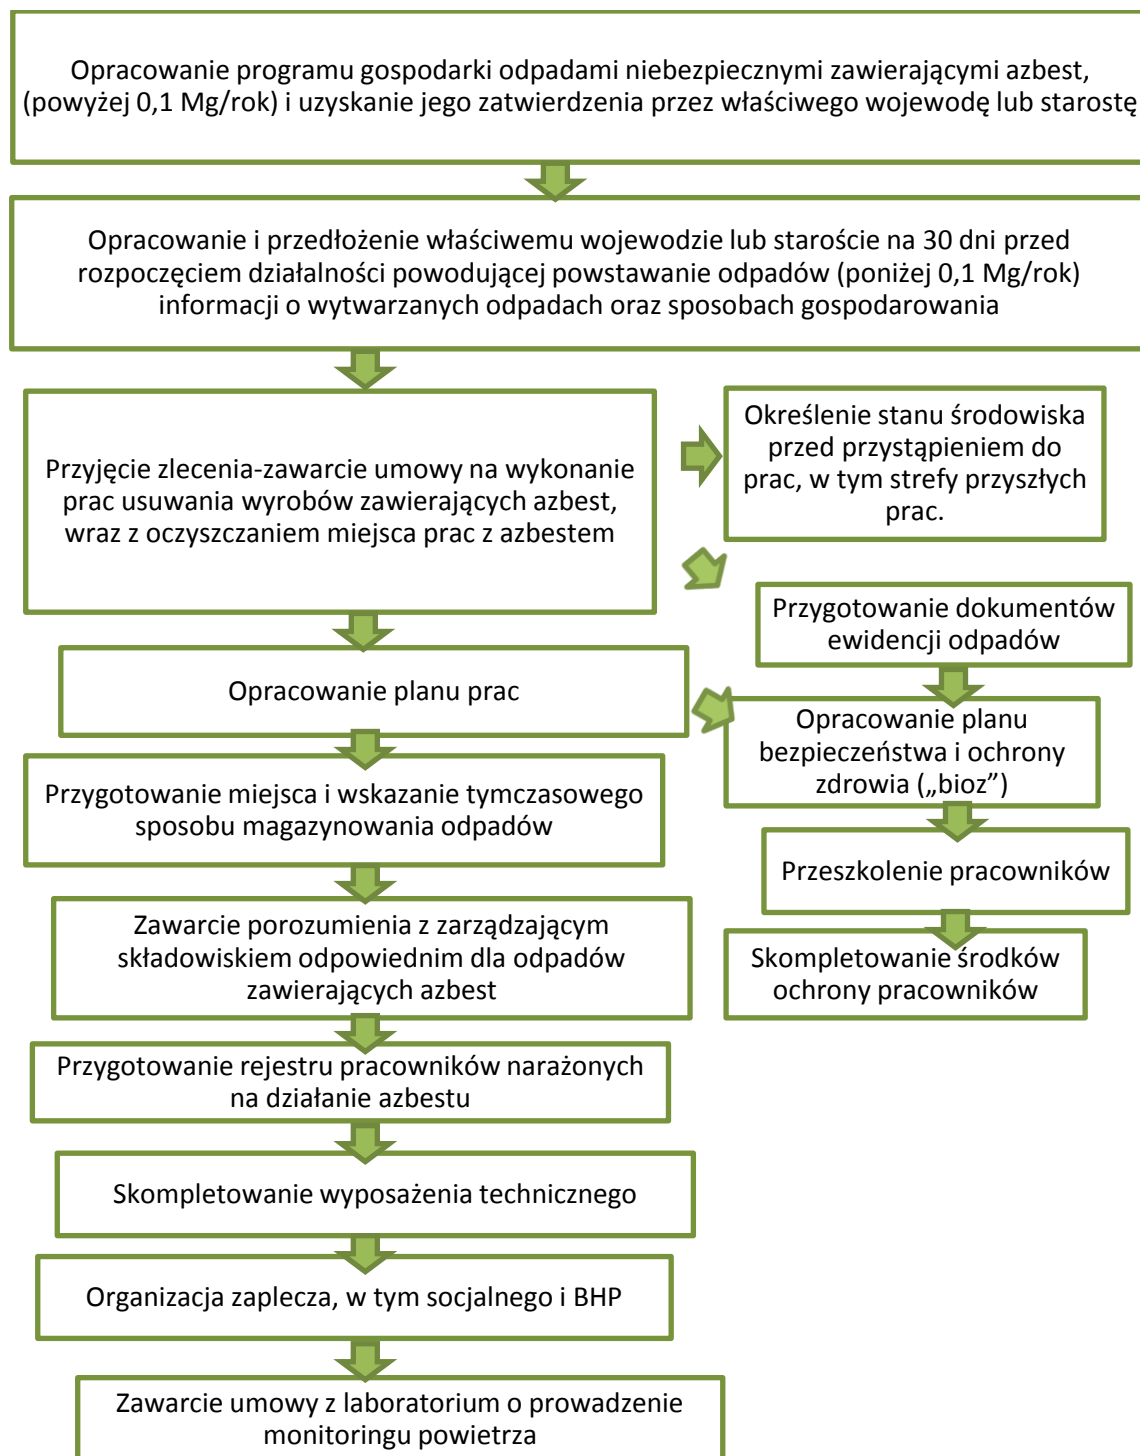 Opracowanie programu gospodarki odpadami niebezpiecznymi zawierającymi azbest,
(powyżej 0,1 Mg/rok) i uzyskanie jego zatwierdzenia przez właściwego wojewodę lub starostę
Opracowanie i przedłożenie właściwemu wojewodzie lub staroście na 30 dni przed
rozpoczęciem działalności powodującej powstawanie odpadów (poniżej 0,1 Mg/rok)
informacji o wytwarzanych odpadach oraz sposobach gospodarowania
Przyjęcie zlecenia-zawarcie umowy na wykonanie
prac usuwania wyrobów zawierających azbest,
wraz z oczyszczaniem miejsca prac z azbestem
Określenie stanu środowiska
przed przystąpieniem do
prac, w tym strefy przyszłych
prac.
Przygotowanie dokumentów
ewidencji odpadów
Opracowanie planu prac
Opracowanie planu
bezpieczeństwa i ochrony
zdrowia („bioz”)
Przygotowanie miejsca i wskazanie tymczasowego
sposobu magazynowania odpadów
Przeszkolenie pracowników
Zawarcie porozumienia z zarządzającym
składowiskiem odpowiednim dla odpadów
zawierających azbest
Skompletowanie środków
ochrony pracowników
Przygotowanie rejestru pracowników narażonych
na działanie azbestu
Skompletowanie wyposażenia technicznego
Organizacja zaplecza, w tym socjalnego i BHP
Zawarcie umowy z laboratorium o prowadzenie
monitoringu powietrza